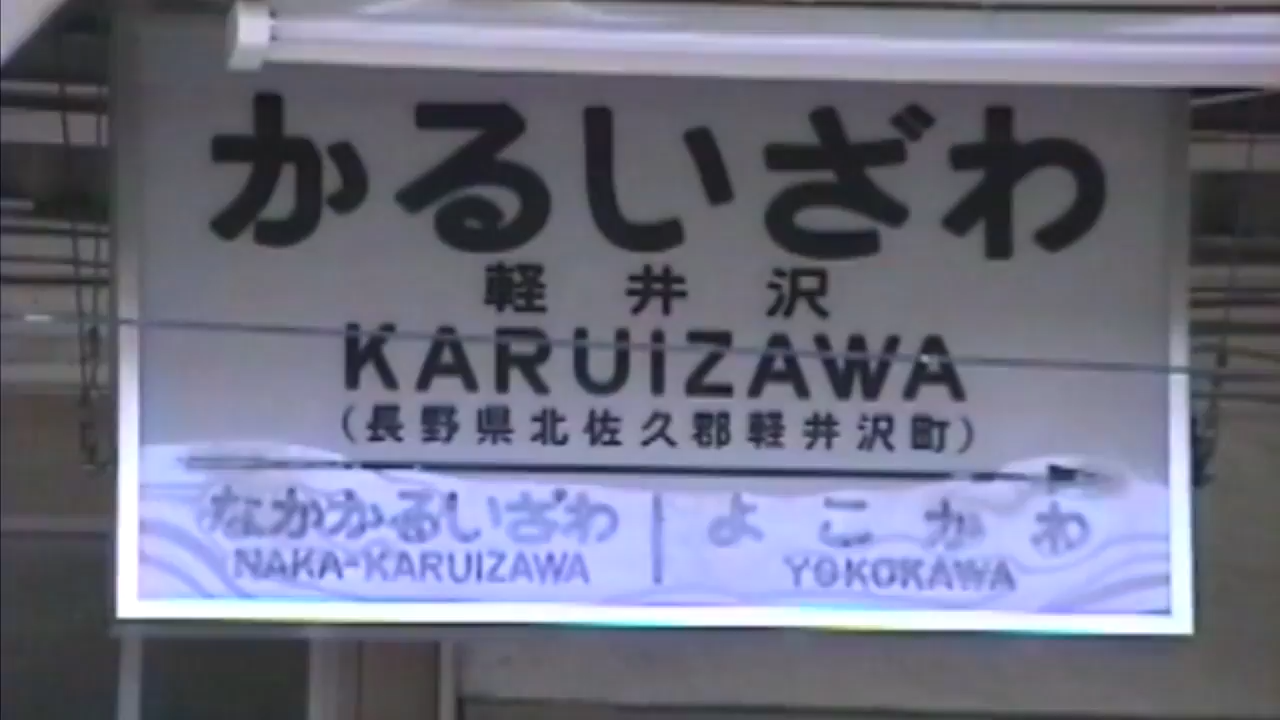 かるいざわ
軽井沢
KARUIZAWA
(長野県北佐久郡軽井沢町)
なかかるいざわ よこかわ
NAKA-KARUIZAWA YOKOKAWA